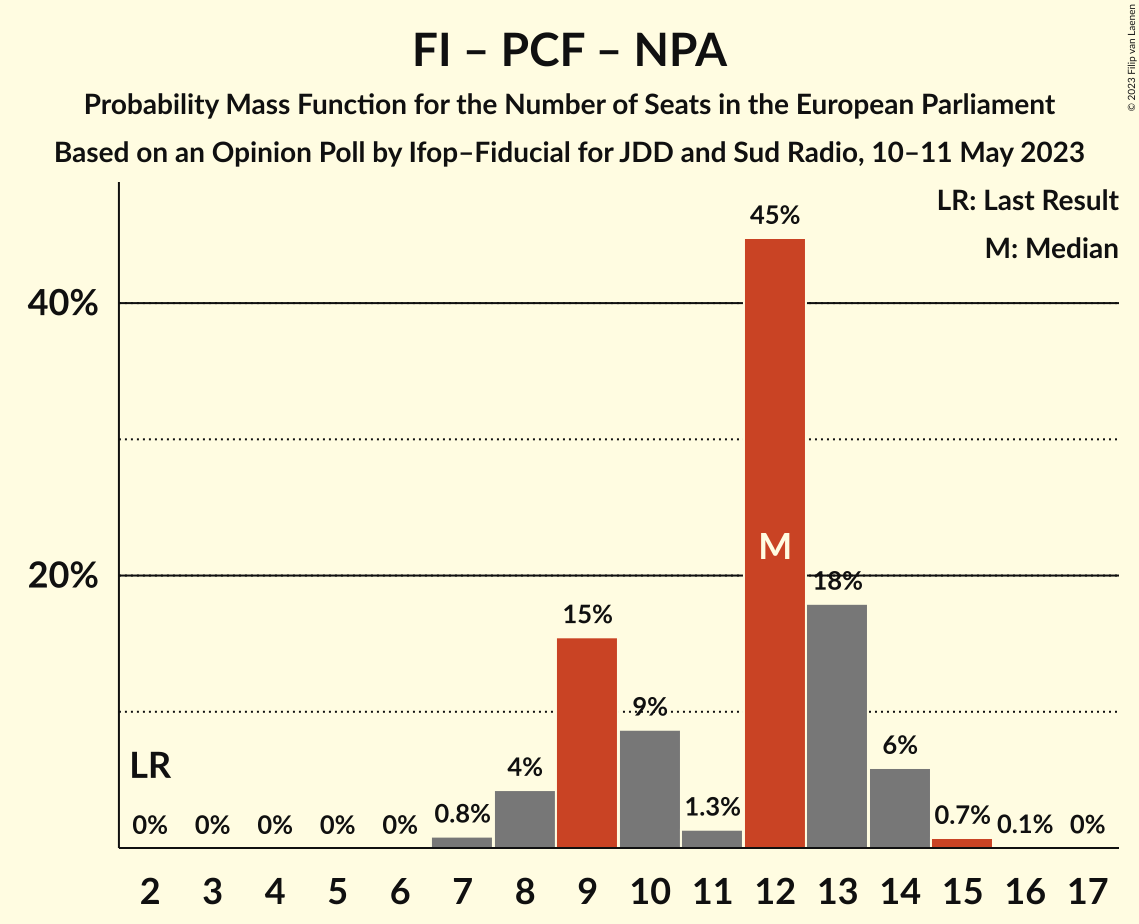 FI – PCF – NPA
Probability Mass Function for the Number of Seats in the European Parliament
Based on an Opinion Poll by Ifop–Fiducial for JDD and Sud Radio, 10–11 May 2023
© 2023 Filip van Laenen
LR: Last Result
M: Median
45%
40%
M
20%
18%
15%
9%
6%
LR
4%
0% 0% 0% 0% 0% 0.8% 1.3% 0.7% 0.1% 0%
2 3 4 5 6 7 8 9 10 11 12 13 14 15 16 17